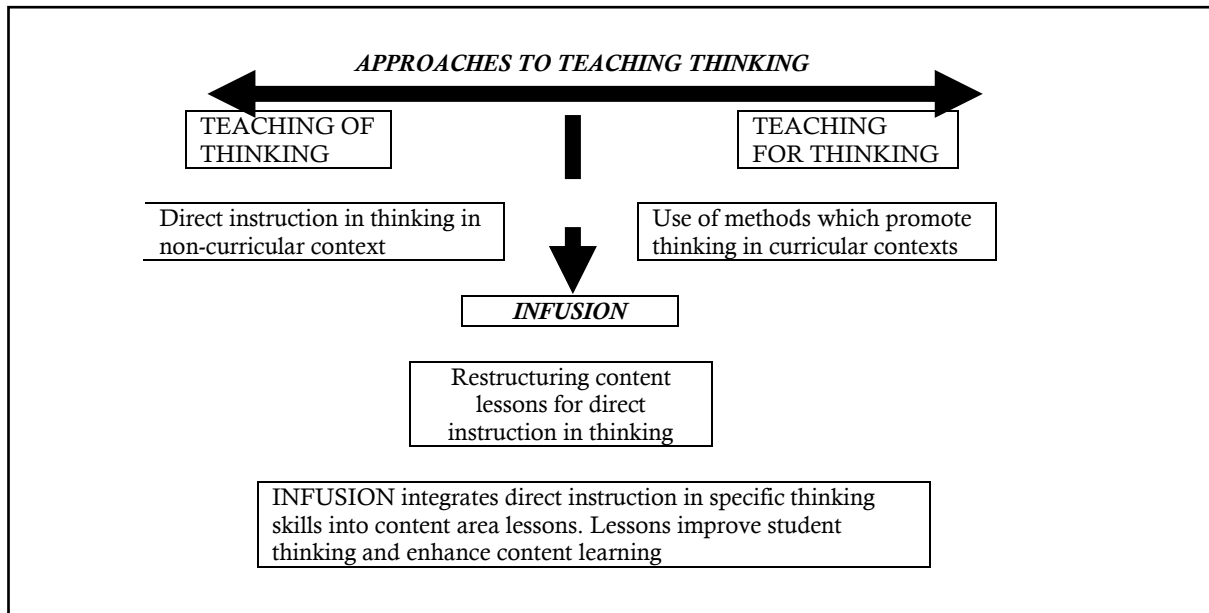 APPROACHES TO TEACHING THINKING
TEACHING OF
THINKING
TEACHING
FOR THINKING
Direct instruction in thinking in
non-curricular context
Use of methods which promote
thinking in curricular contexts
INFUSION
Restructuring content
lessons for direct
instruction in thinking
INFUSION integrates direct instruction in specific thinking
skills into content area lessons. Lessons improve student
thinking and enhance content learning